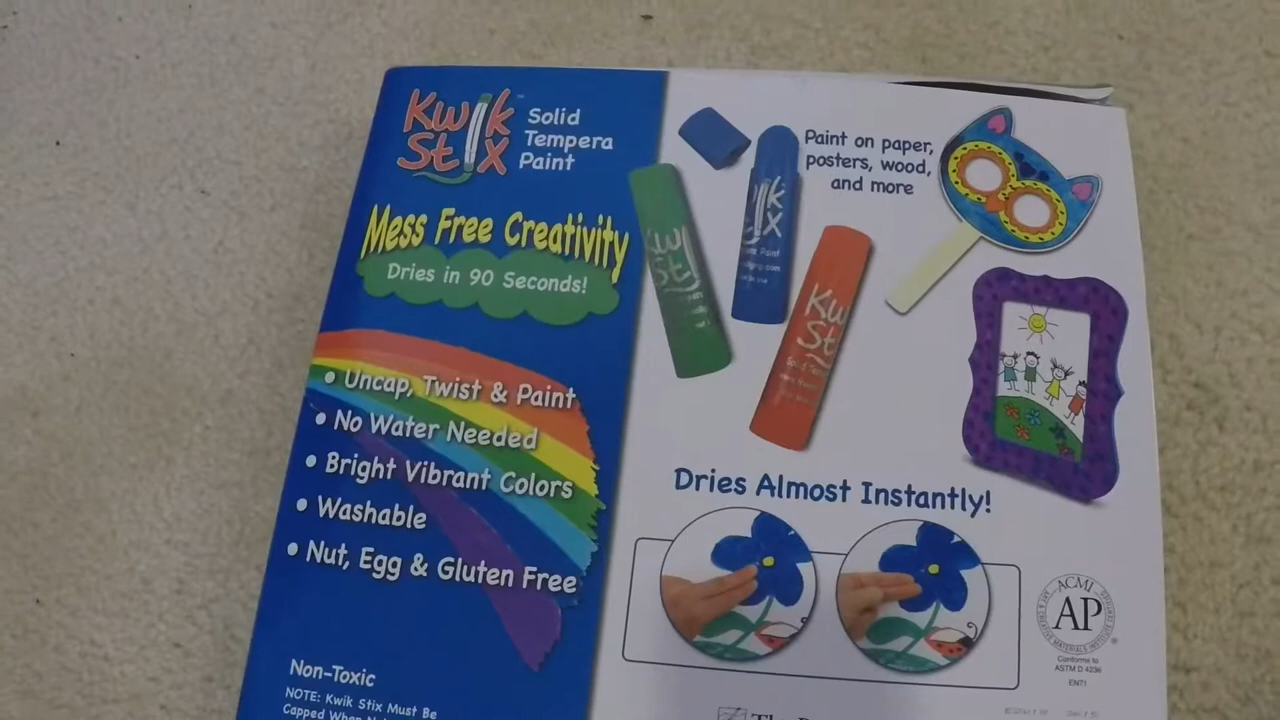 Kwik
Stix
Solid
Tempera
Paint
Mess Free Creativity
Dries in 90 Seconds!
• Uncap, Twist & Paint
• No Water Needed
• Bright Vibrant Colors
• Washable
• Nut, Egg & Gluten Free
Non-Toxic
NOTE: Kwik Stix Must Be
Capped When
Paint on paper,
posters, wood,
and more
Dries Almost Instantly!
ACMI
AP
Conforms to
ASTM D 4236
EN71
The